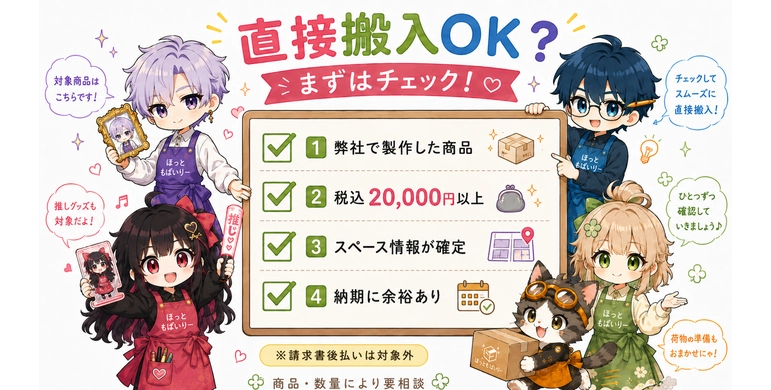 直接搬入OK?
まずはチェック!
対象商品は
こちらです!
チェックして
スムーズに
直接搬入!
ほっと
もばいりー
ほっと
もばいりー
1 弊社で製作した商品
2 税込 20,000円以上
3 スペース情報が確定
4 納期に余裕あり
推しグッズも
対象だよ!
推し
ひとつずつ
確認して
いきましょう♪
ほっと
もばいりー
ほっと
もばいりー
荷物の準備も
おまかせにゃ!
※請求書後払いは対象外
商品・数量により要相談